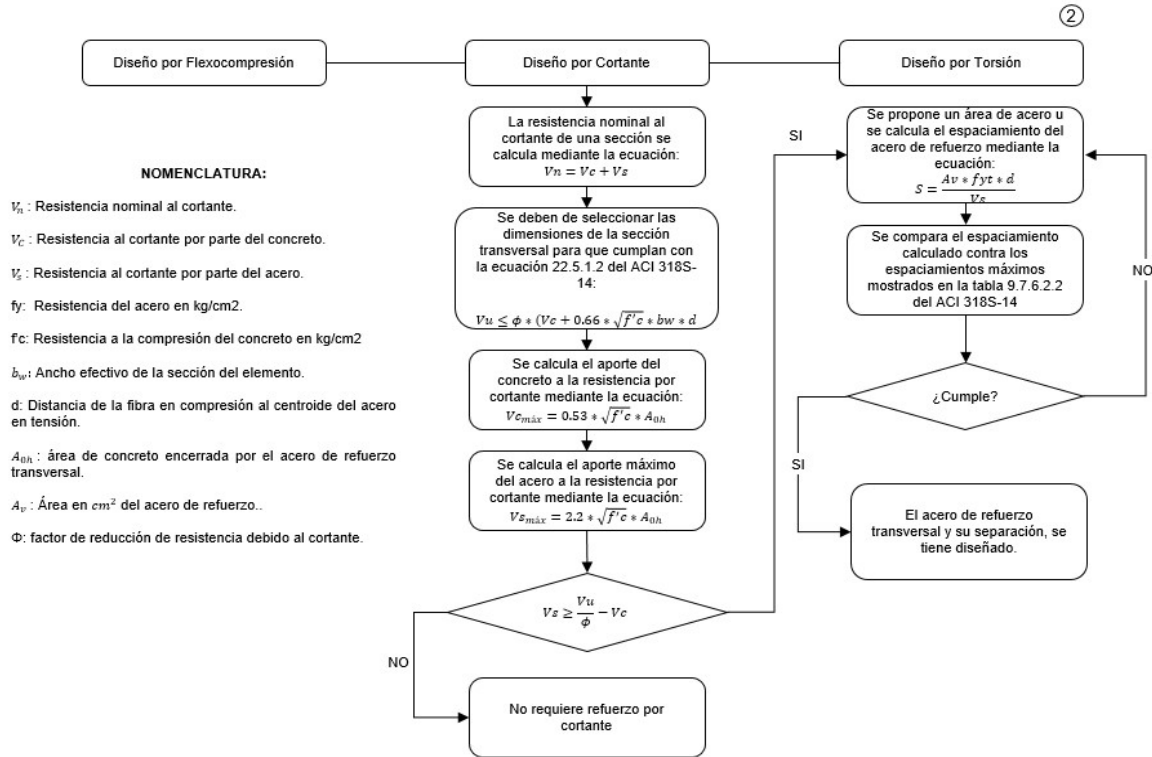 ②
Diseño por Flexocompresión
Diseño por Cortante
Diseño por Torsión
NOMENCLATURA:
V_n : Resistencia nominal al cortante.
V_C : Resistencia al cortante por parte del concreto.
V_s : Resistencia al cortante por parte del acero.
fy: Resistencia del acero en kg/cm2.
f'c: Resistencia a la compresión del concreto en kg/cm2
b_w: Ancho efectivo de la sección del elemento.
d: Distancia de la fibra en compresión al centroide del acero
en tensión.
A_0h : área de concreto encerrada por el acero de refuerzo
transversal.
A_v : Área en cm² del acero de refuerzo..
Φ: factor de reducción de resistencia debido al cortante.
La resistencia nominal al
cortante de una sección se
calcula mediante la ecuación:
Vn = Vc + Vs
Se deben de seleccionar las
dimensiones de la sección
transversal para que cumplan con
la ecuación 22.5.1.2 del ACI 318S-
14:
Vu ≤ ϕ * (Vc + 0.66 * √f'c * bw * d
Se calcula el aporte del
concreto a la resistencia por
cortante mediante la ecuación:
Vc_máx = 0.53 * √f'c * A_0h
Se calcula el aporte máximo
del acero a la resistencia por
cortante mediante la ecuación:
Vs_máx = 2.2 * √f'c * A_0h
Vs ≥ Vu/ϕ − Vc
NO
No requiere refuerzo por
cortante
SI
Se propone un área de acero u
se calcula el espaciamiento del
acero de refuerzo mediante la
ecuación:
S = Av * fyt * d / Vs
Se compara el espaciamiento
calculado contra los
espaciamientos máximos
mostrados en la tabla 9.7.6.2.2
del ACI 318S-14
NO
¿Cumple?
SI
El acero de refuerzo
transversal y su separación, se
tiene diseñado.